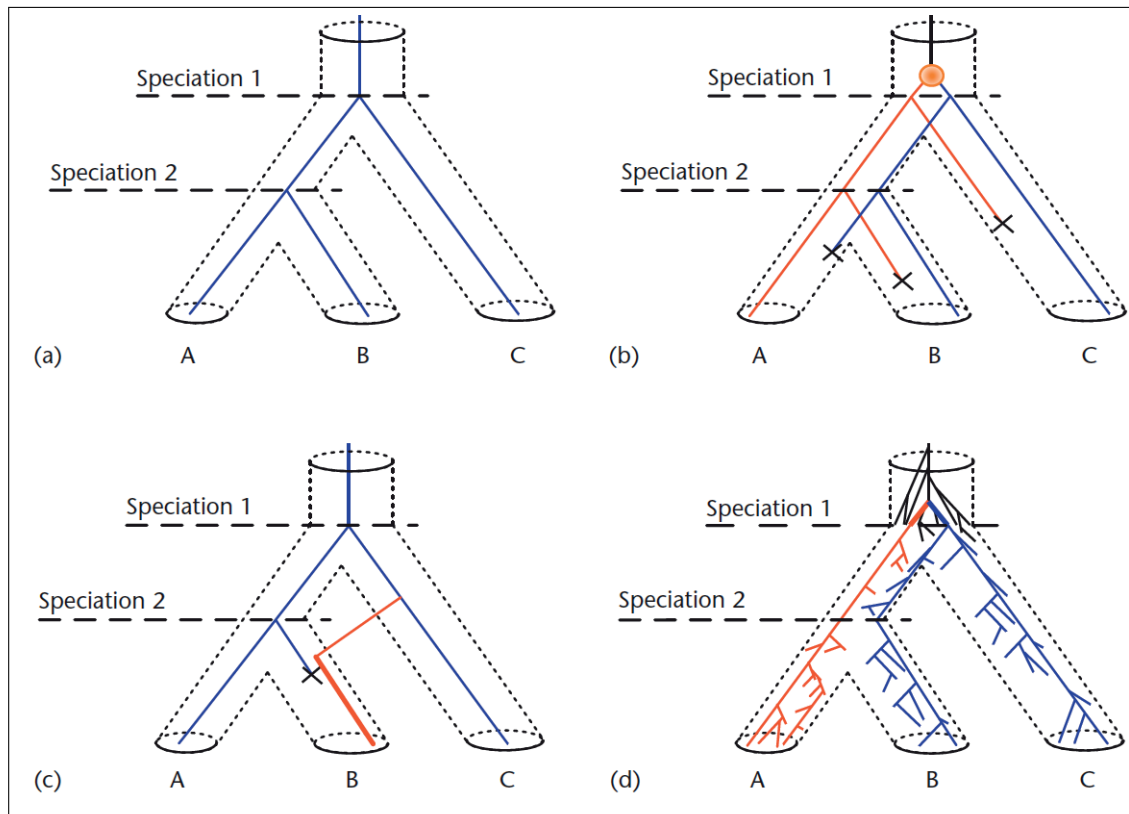 Speciation 1
Speciation 2
(a) A B C
Speciation 1
Speciation 2
(b) A B C
Speciation 1
Speciation 2
(c) A B C
Speciation 1
Speciation 2
(d) A B C